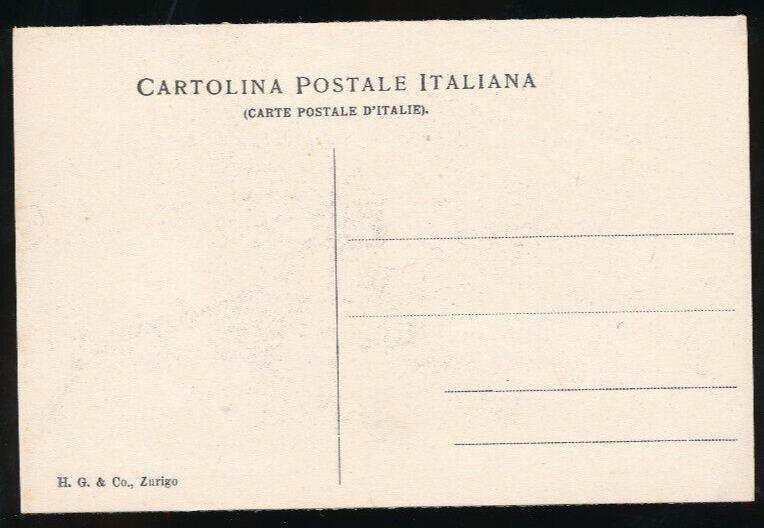 CARTOLINA POSTALE ITALIANA
(CARTE POSTALE D'ITALIE).
H. G. & Co., Zurigo